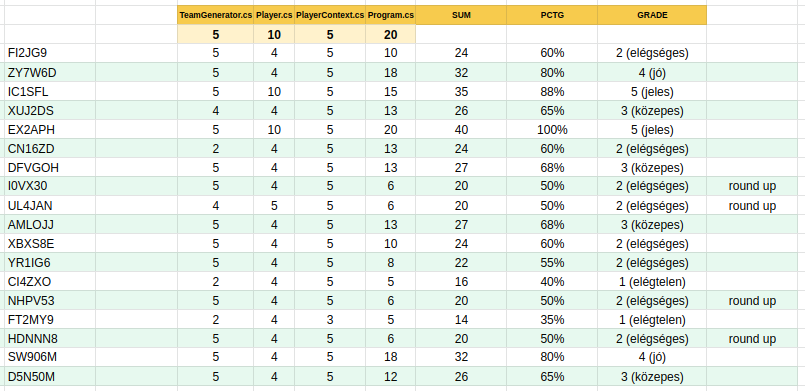 TeamGenerator.cs Player.cs PlayerContext.cs Program.cs SUM PCTG GRADE
5 10 5 20
FI2JG9 5 4 5 10 24 60% 2 (elégséges)
ZY7W6D 5 4 5 18 32 80% 4 (jó)
IC1SFL 5 10 5 15 35 88% 5 (jeles)
XUJ2DS 4 4 5 13 26 65% 3 (közepes)
EX2APH 5 10 5 20 40 100% 5 (jeles)
CN16ZD 2 4 5 13 24 60% 2 (elégséges)
DFVGOH 5 4 5 13 27 68% 3 (közepes)
I0VX30 5 4 5 6 20 50% 2 (elégséges) round up
UL4JAN 4 5 5 6 20 50% 2 (elégséges) round up
AMLOJJ 5 4 5 13 27 68% 3 (közepes)
XBXS8E 5 4 5 10 24 60% 2 (elégséges)
YR1IG6 5 4 5 8 22 55% 2 (elégséges)
CI4ZXO 2 4 5 5 16 40% 1 (elégtelen)
NHPV53 5 4 5 6 20 50% 2 (elégséges) round up
FT2MY9 2 4 3 5 14 35% 1 (elégtelen)
HDNNN8 5 4 5 6 20 50% 2 (elégséges) round up
SW906M 5 4 5 18 32 80% 4 (jó)
D5N50M 5 4 5 12 26 65% 3 (közepes)